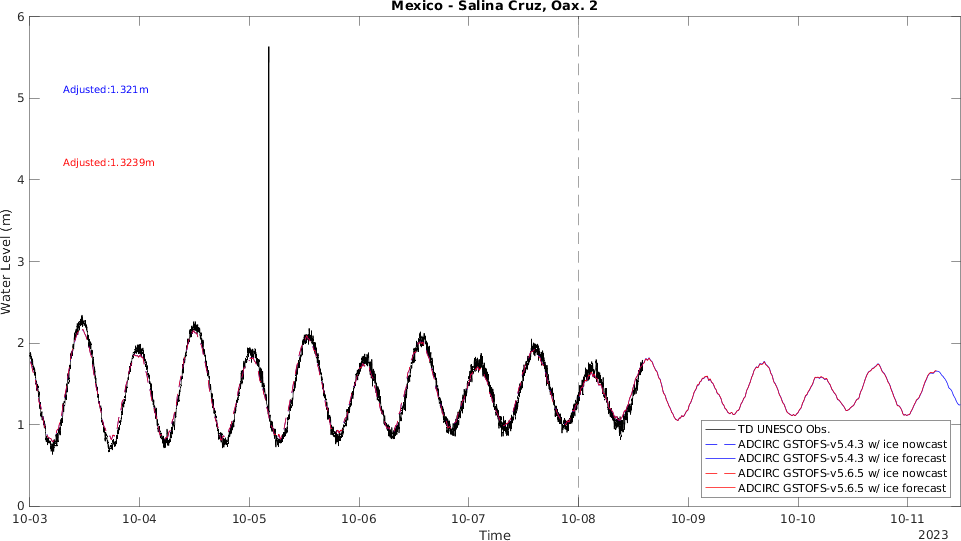 Mexico - Salina Cruz, Oax. 2
Adjusted:1.321m
Adjusted:1.3239m
Water Level (m)
6
5
4
3
2
1
0
TD UNESCO Obs.
ADCIRC GSTOFS-v5.4.3 w/ ice nowcast
ADCIRC GSTOFS-v5.4.3 w/ ice forecast
ADCIRC GSTOFS-v5.6.5 w/ ice nowcast
ADCIRC GSTOFS-v5.6.5 w/ ice forecast
10-03 10-04 10-05 10-06 10-07 10-08 10-09 10-10 10-11
Time
2023